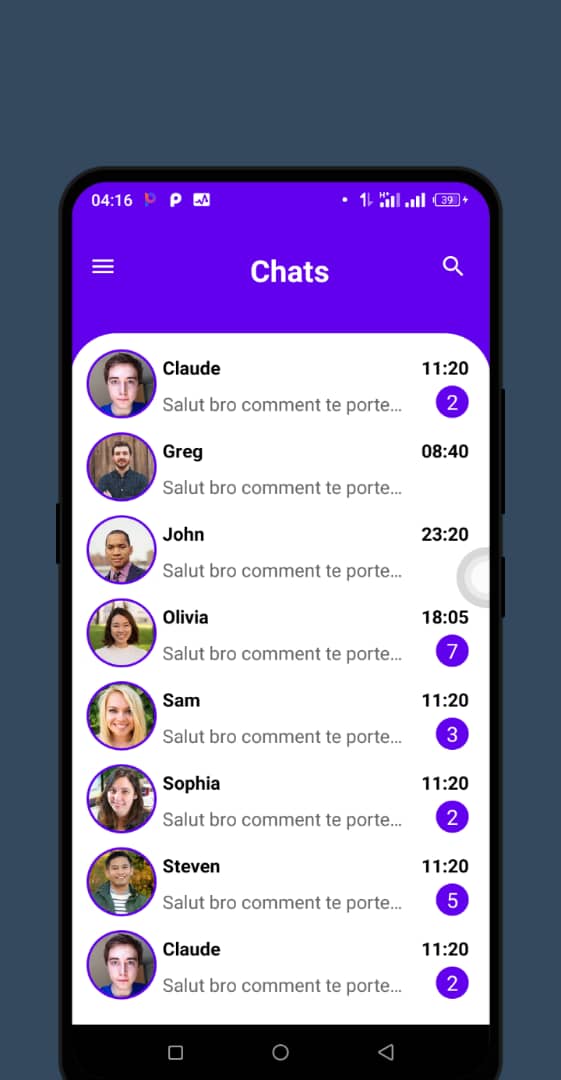 04:16
39
Chats
Claude 11:20
Salut bro comment te porte... 2
Greg 08:40
Salut bro comment te porte...
John 23:20
Salut bro comment te porte...
Olivia 18:05
Salut bro comment te porte... 7
Sam 11:20
Salut bro comment te porte... 3
Sophia 11:20
Salut bro comment te porte... 2
Steven 11:20
Salut bro comment te porte... 5
Claude 11:20
Salut bro comment te porte... 2